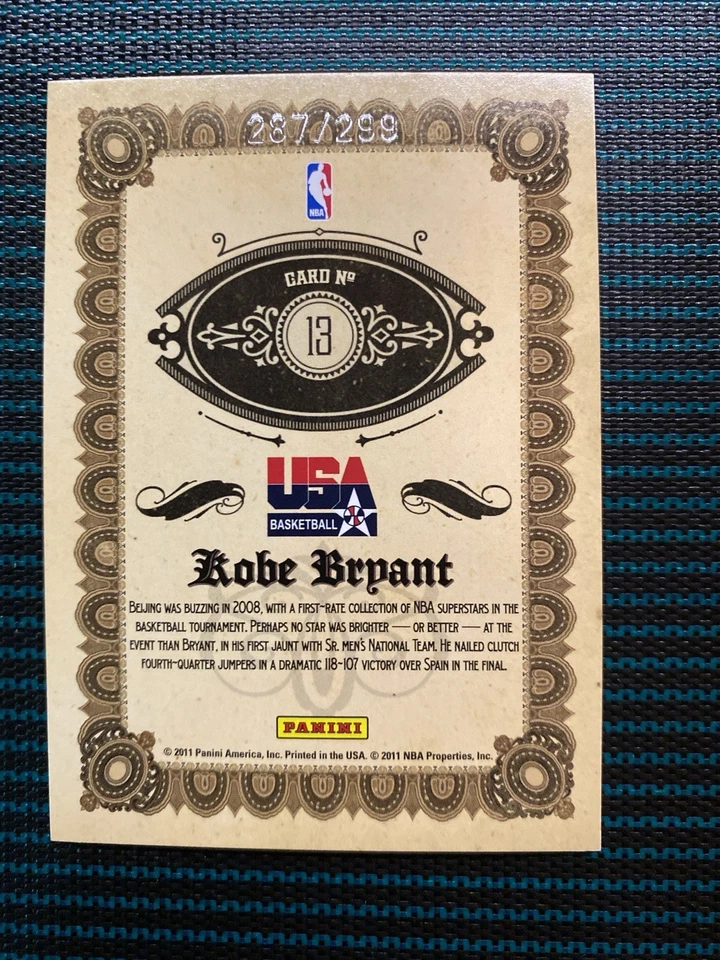 287/299
NBA
CARD Nº
13
USA
BASKETBALL
Kobe Bryant
BEIJING WAS BUZZING IN 2008, WITH A FIRST-RATE COLLECTION OF NBA SUPERSTARS IN THE
BASKETBALL TOURNAMENT. PERHAPS NO STAR WAS BRIGHTER — OR BETTER — AT THE
EVENT THAN BRYANT, IN HIS FIRST JAUNT WITH SR. MEN'S NATIONAL TEAM. HE NAILED CLUTCH
FOURTH-QUARTER JUMPERS IN A DRAMATIC 118-107 VICTORY OVER SPAIN IN THE FINAL.
PANINI
© 2011 Panini America, Inc. Printed in the USA. © 2011 NBA Properties, Inc.